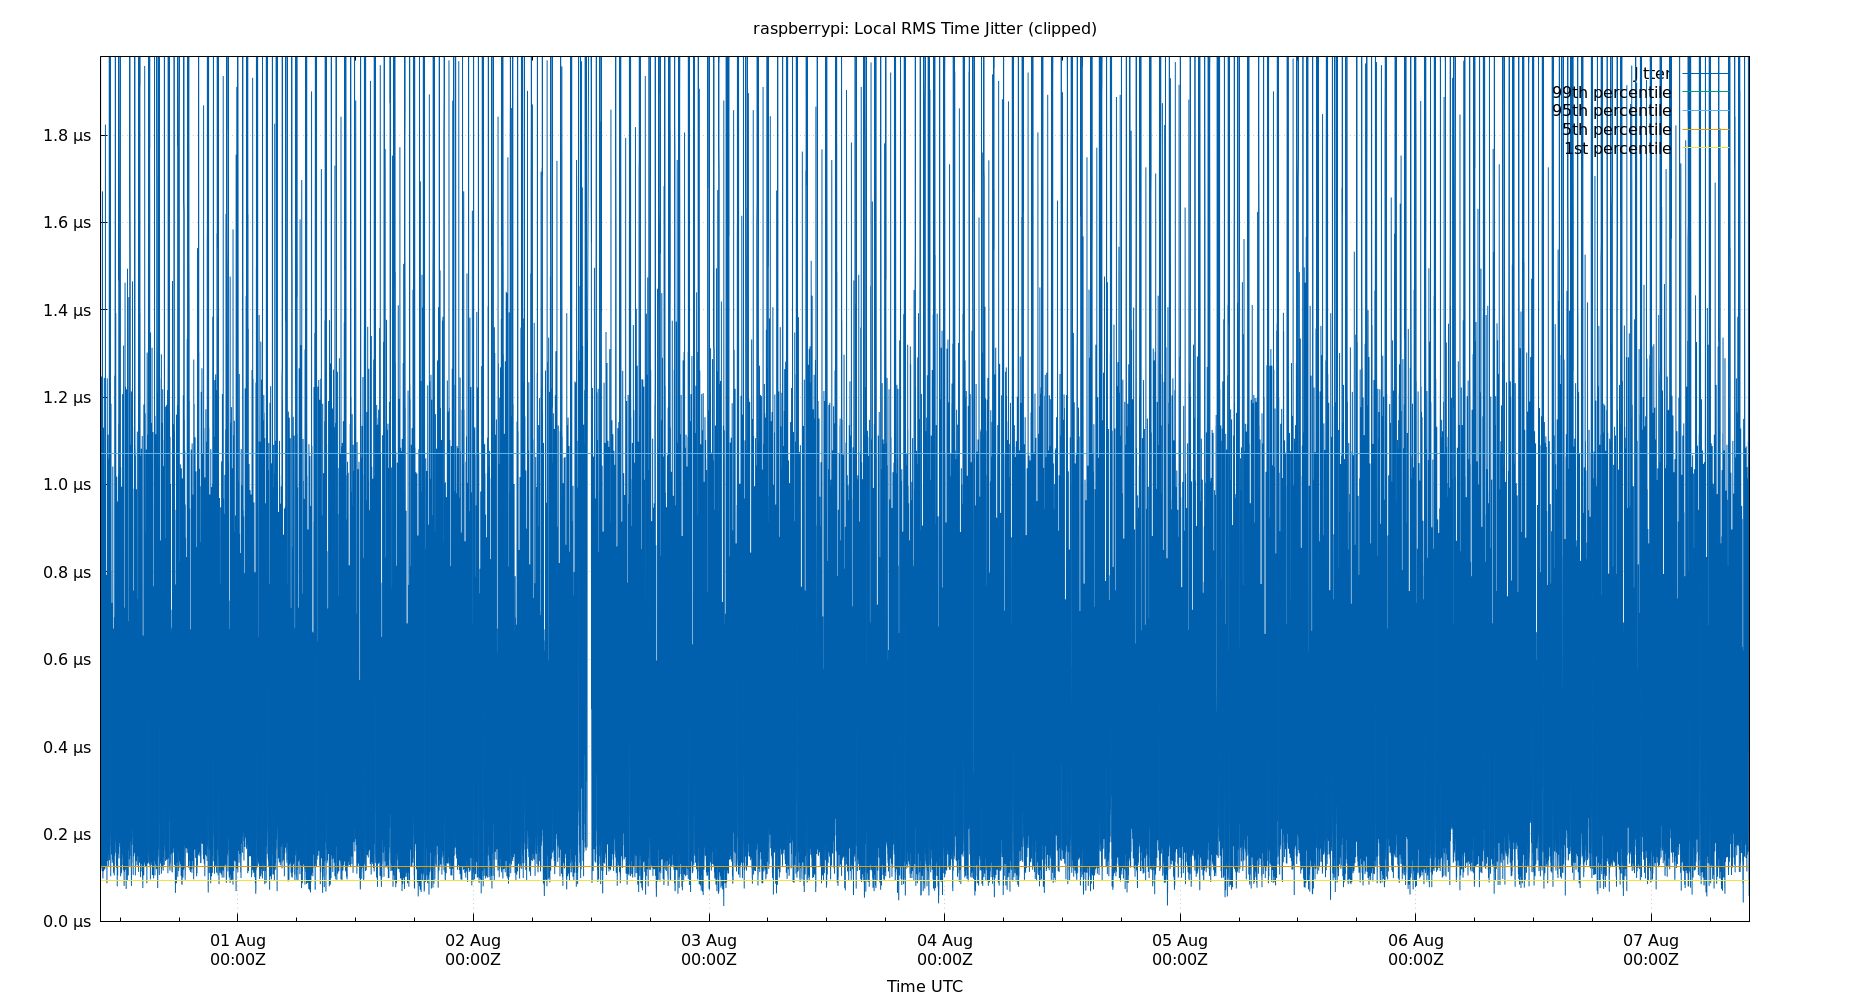 raspberrypi: Local RMS Time Jitter (clipped)
Jitter
99th percentile
95th percentile
5th percentile
1st percentile
1.8 µs
1.6 µs
1.4 µs
1.2 µs
1.0 µs
0.8 µs
0.6 µs
0.4 µs
0.2 µs
0.0 µs
01 Aug 02 Aug 03 Aug 04 Aug 05 Aug 06 Aug 07 Aug
00:00Z 00:00Z 00:00Z 00:00Z 00:00Z 00:00Z 00:00Z
Time UTC